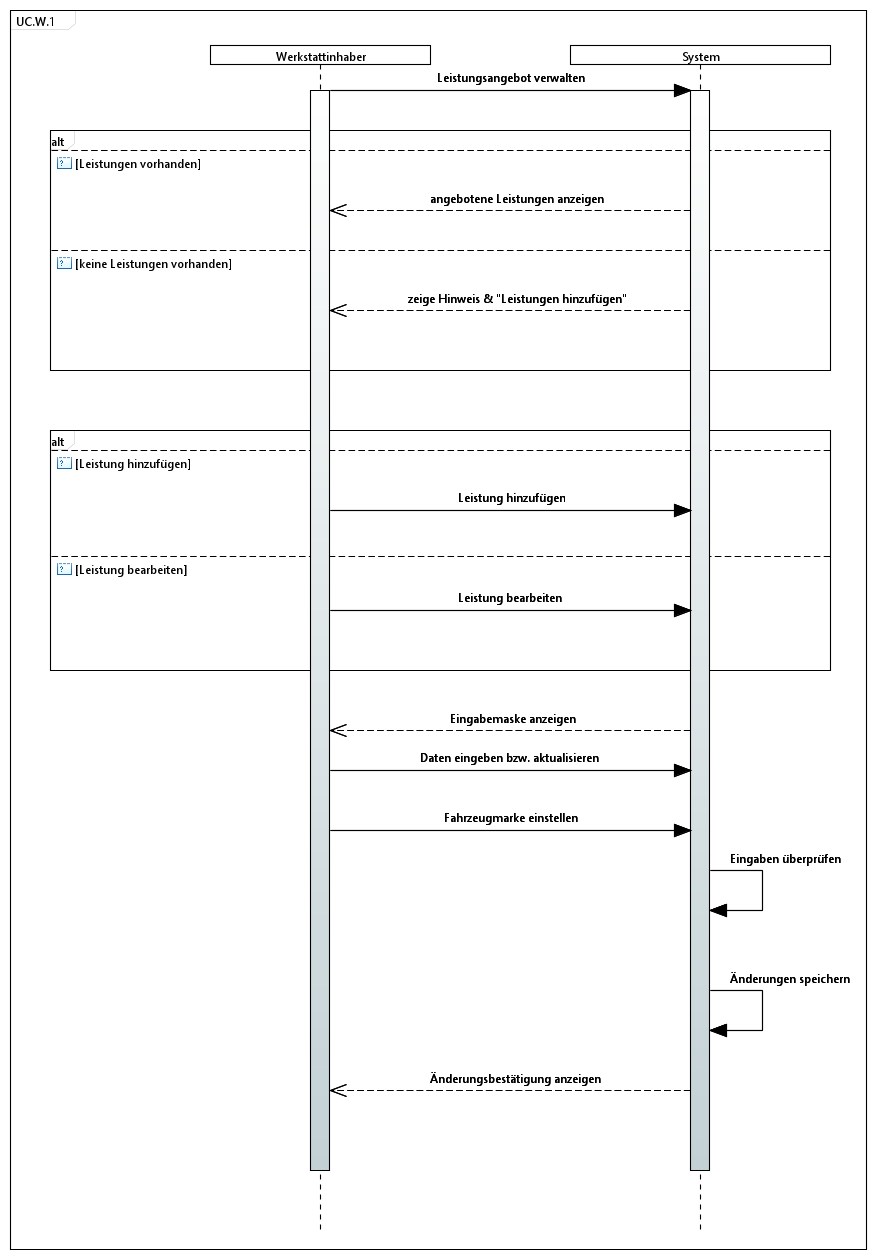 UC.W.1
Werkstattinhaber
System
Leistungsangebot verwalten
alt
? [Leistungen vorhanden]
angebotene Leistungen anzeigen
? [keine Leistungen vorhanden]
zeige Hinweis & "Leistungen hinzufügen"
alt
? [Leistung hinzufügen]
Leistung hinzufügen
? [Leistung bearbeiten]
Leistung bearbeiten
Eingabemaske anzeigen
Daten eingeben bzw. aktualisieren
Fahrzeugmarke einstellen
Eingaben überprüfen
Änderungen speichern
Änderungsbestätigung anzeigen